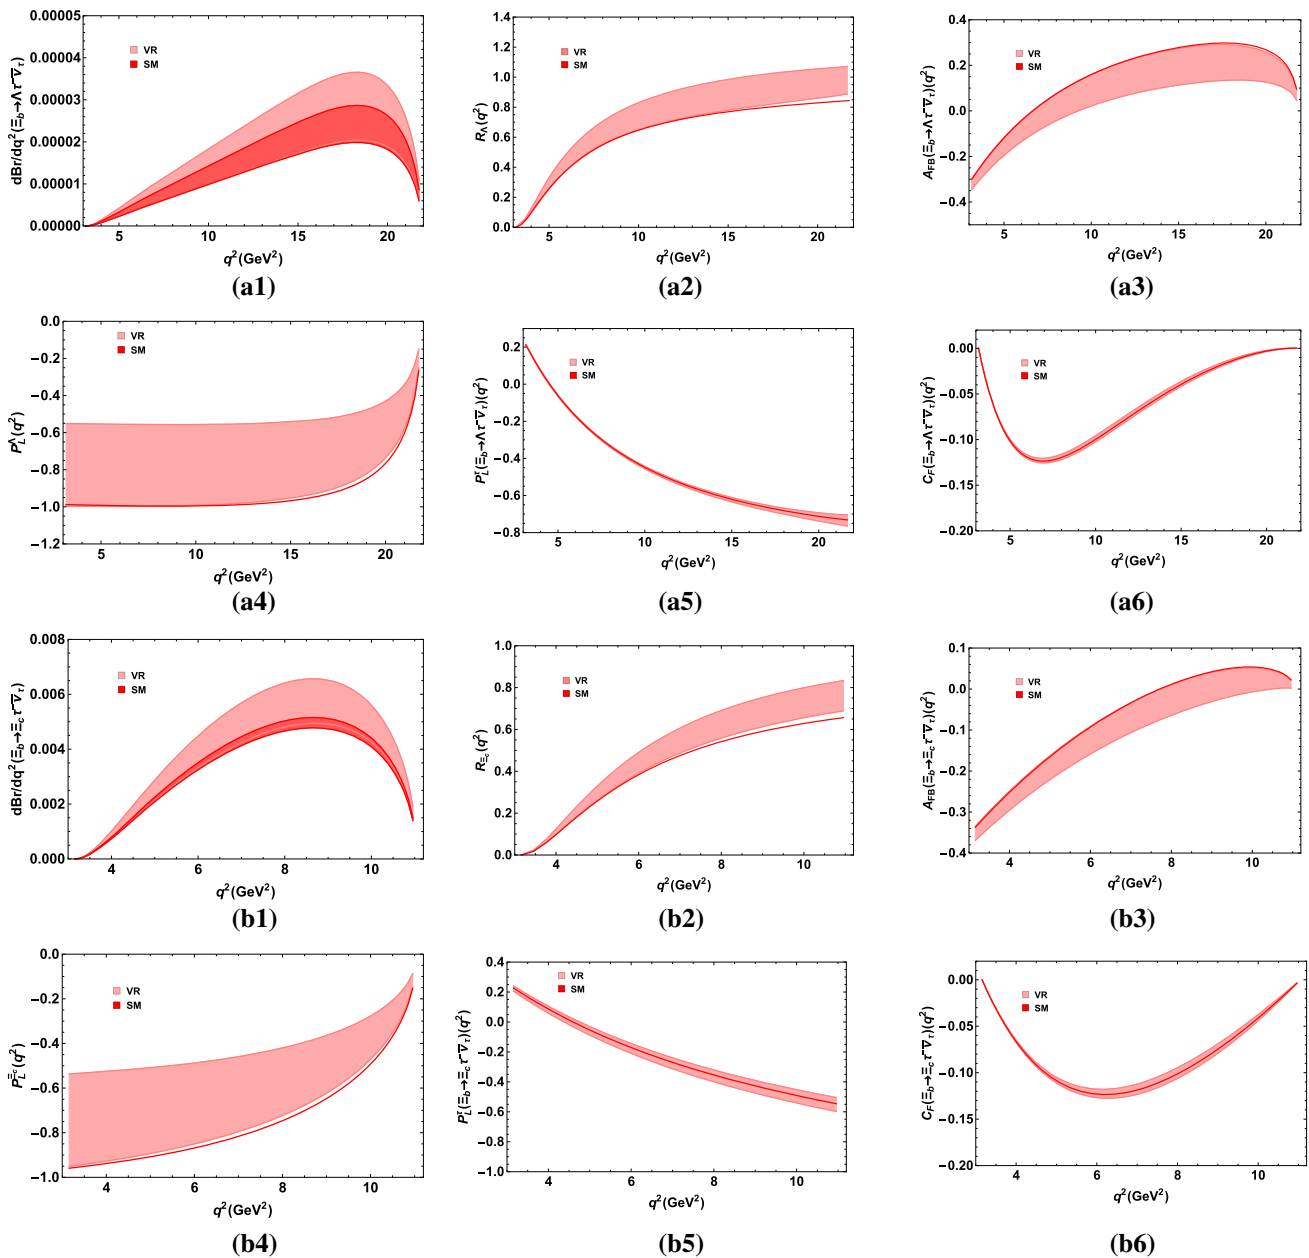 dBr/dq²(Ξb→Λτ⁻ν̄τ)
0.00005
0.00004
0.00003
0.00002
0.00001
0.00000
VR
SM
5 10 15 20
q²(GeV²)
(a1)
RΛ(q²)
1.4
1.2
1.0
0.8
0.6
0.4
0.2
0.0
VR
SM
5 10 15 20
q²(GeV²)
(a2)
AFB(Ξb→Λτ⁻ν̄τ)(q²)
0.4
0.2
0.0
−0.2
−0.4
VR
SM
5 10 15 20
q²(GeV²)
(a3)
PLΛ(q²)
0.0
−0.2
−0.4
−0.6
−0.8
−1.0
−1.2
VR
SM
5 10 15 20
q²(GeV²)
(a4)
PLτ(Ξb→Λτ⁻ν̄τ)(q²)
0.2
0.0
−0.2
−0.4
−0.6
−0.8
VR
SM
5 10 15 20
q²(GeV²)
(a5)
CF(Ξb→Λτ⁻ν̄τ)(q²)
0.00
−0.05
−0.10
−0.15
−0.20
VR
SM
5 10 15 20
q²(GeV²)
(a6)
dBr/dq²(Ξb→Ξcτ⁻ν̄τ)
0.008
0.006
0.004
0.002
0.000
VR
SM
4 6 8 10
q²(GeV²)
(b1)
RΞc(q²)
1.0
0.8
0.6
0.4
0.2
0.0
VR
SM
4 6 8 10
q²(GeV²)
(b2)
AFB(Ξb→Ξcτ⁻ν̄τ)(q²)
0.1
0.0
−0.1
−0.2
−0.3
−0.4
VR
SM
4 6 8 10
q²(GeV²)
(b3)
PLΞc(q²)
0.0
−0.2
−0.4
−0.6
−0.8
−1.0
VR
SM
4 6 8 10
q²(GeV²)
(b4)
PLτ(Ξb→Ξcτ⁻ν̄τ)(q²)
0.4
0.2
0.0
−0.2
−0.4
−0.6
−0.8
−1.0
VR
SM
4 6 8 10
q²(GeV²)
(b5)
CF(Ξb→Ξcτ⁻ν̄τ)(q²)
0.00
−0.05
−0.10
−0.15
−0.20
VR
SM
4 6 8 10
q²(GeV²)
(b6)